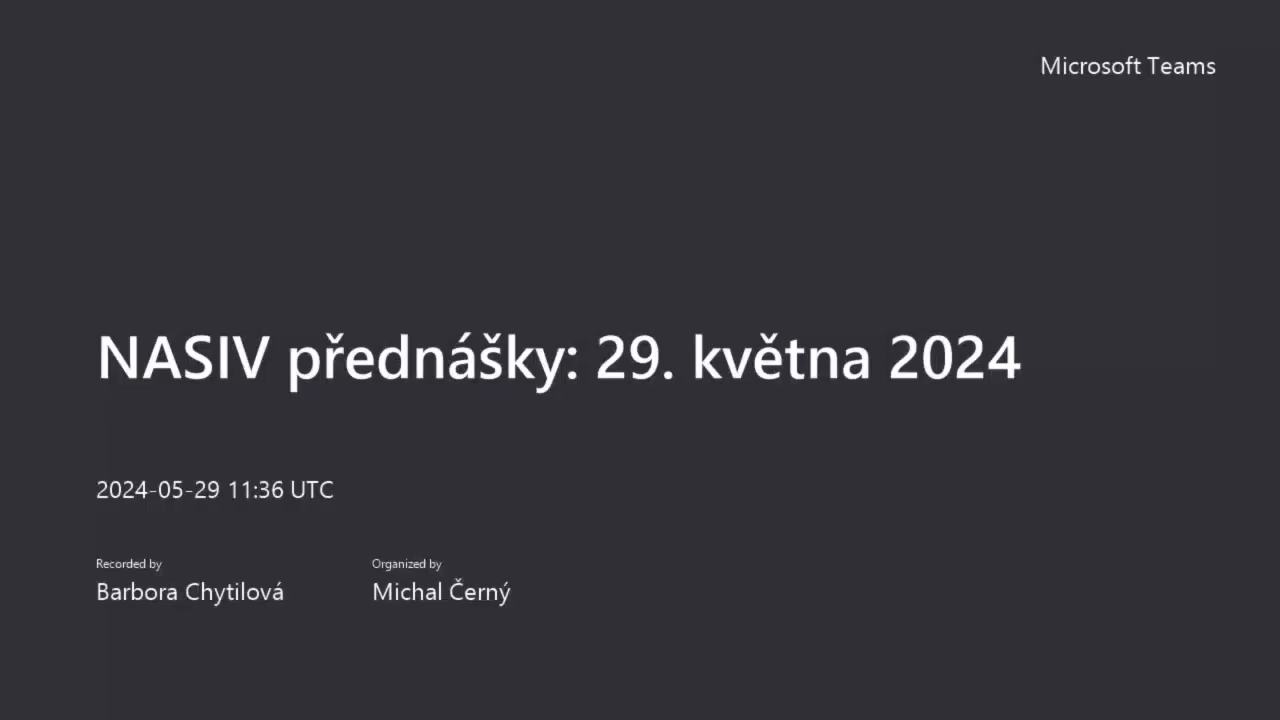 Microsoft Teams
NASIV přednášky: 29. května 2024
2024-05-29 11:36 UTC
Recorded by
Barbora Chytilová
Organized by
Michal Černý